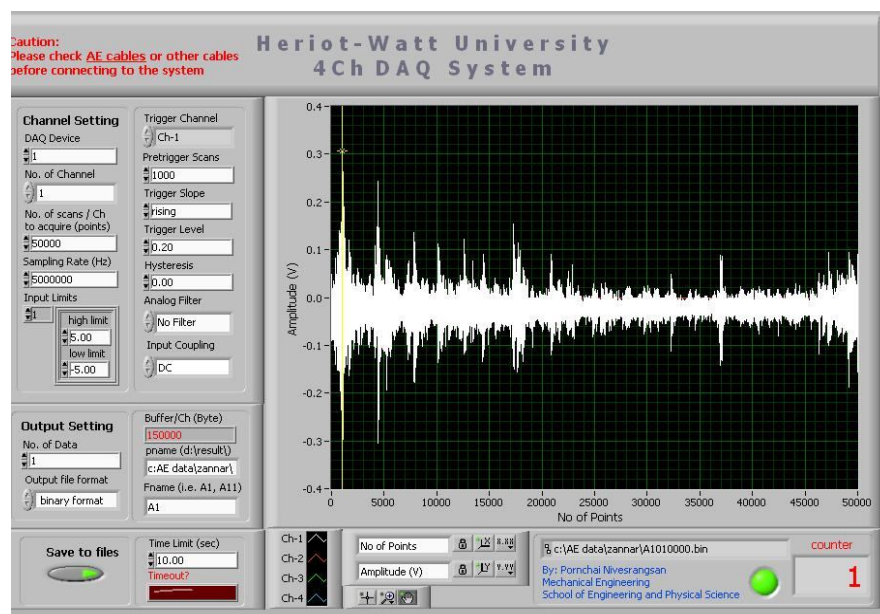 Caution:
Please check AE cables or other cables
before connecting to the system
Heriot-Watt University
4Ch DAQ System
Channel Setting
DAQ Device
1
No. of Channel
1
No. of scans / Ch
to acquire (points)
50000
Sampling Rate (Hz)
5000000
Input Limits
1
high limit
5.00
low limit
-5.00
Trigger Channel
Ch-1
Pretrigger Scans
1000
Trigger Slope
rising
Trigger Level
0.20
Hysteresis
0.00
Analog Filter
No Filter
Input Coupling
DC
Output Setting
No. of Data
1
Output file format
binary format
Buffer/Ch (Byte)
150000
pname (d:\result\)
c:AE data\zannar\
Fname (i.e. A1, A11)
A1
Save to files
Time Limit (sec)
10.00
Timeout?
Amplitude (V)
0.4
0.3
0.2
0.1
0.0
-0.1
-0.2
-0.3
-0.4
0 5000 10000 15000 20000 25000 30000 35000 40000 45000 50000
No of Points
Ch-1
Ch-2
Ch-3
Ch-4
No of Points
Amplitude (V)
X X.XX
Y Y.YY
c:\AE data\zannar\A1010000.bin
By: Pornchai Nivesrangsan
Mechanical Engineering
School of Engineering and Physical Science
counter
1